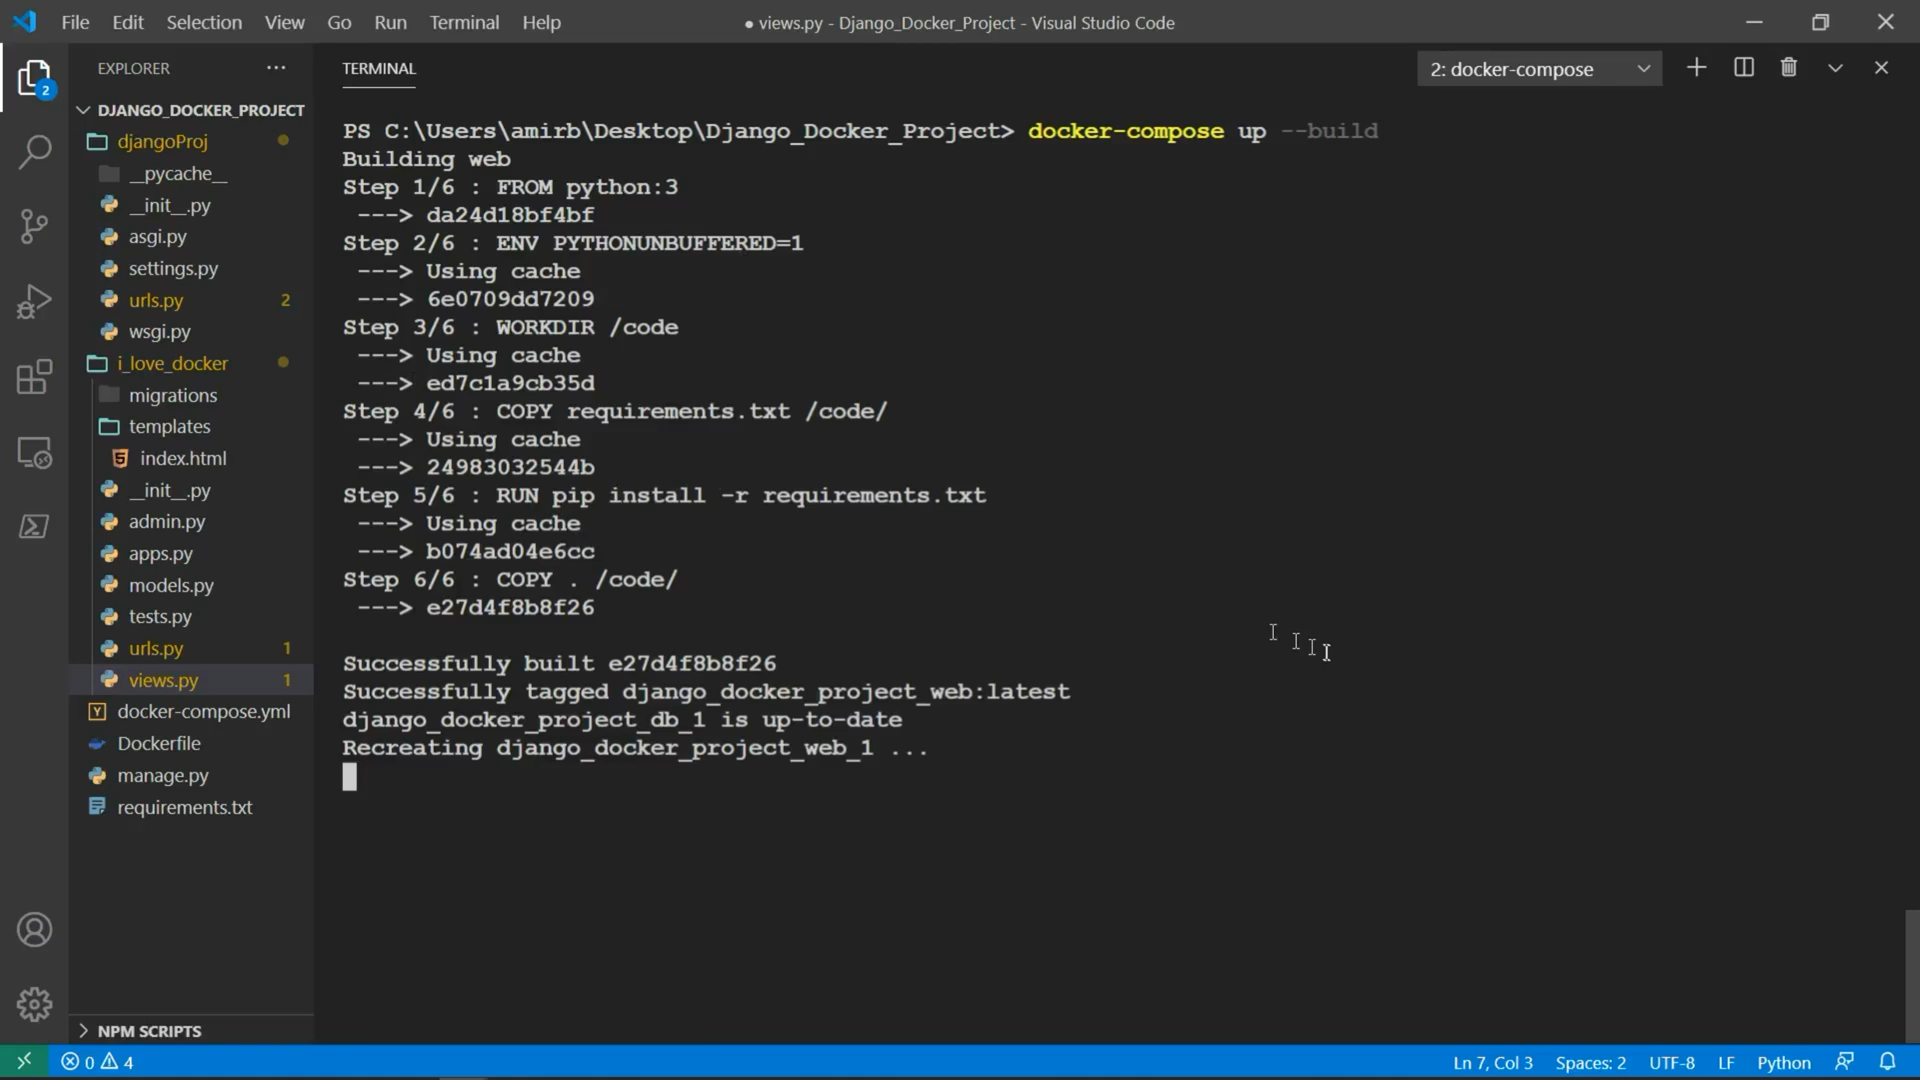 File Edit Selection View Go Run Terminal Help
● views.py - Django_Docker_Project - Visual Studio Code
EXPLORER ...
2
DJANGO_DOCKER_PROJECT
djangoProj
__pycache__
__init__.py
asgi.py
settings.py
urls.py 2
wsgi.py
i_love_docker
migrations
templates
index.html
__init__.py
admin.py
apps.py
models.py
tests.py
urls.py 1
views.py 1
docker-compose.yml
Dockerfile
manage.py
requirements.txt
NPM SCRIPTS
TERMINAL
2: docker-compose
PS C:\Users\amirb\Desktop\Django_Docker_Project> docker-compose up --build
Building web
Step 1/6 : FROM python:3
---> da24d18bf4bf
Step 2/6 : ENV PYTHONUNBUFFERED=1
---> Using cache
---> 6e0709dd7209
Step 3/6 : WORKDIR /code
---> Using cache
---> ed7c1a9cb35d
Step 4/6 : COPY requirements.txt /code/
---> Using cache
---> 24983032544b
Step 5/6 : RUN pip install -r requirements.txt
---> Using cache
---> b074ad04e6cc
Step 6/6 : COPY . /code/
---> e27d4f8b8f26
Successfully built e27d4f8b8f26
Successfully tagged django_docker_project_web:latest
django_docker_project_db_1 is up-to-date
Recreating django_docker_project_web_1 ...
0 4
Ln 7, Col 3 Spaces: 2 UTF-8 LF Python